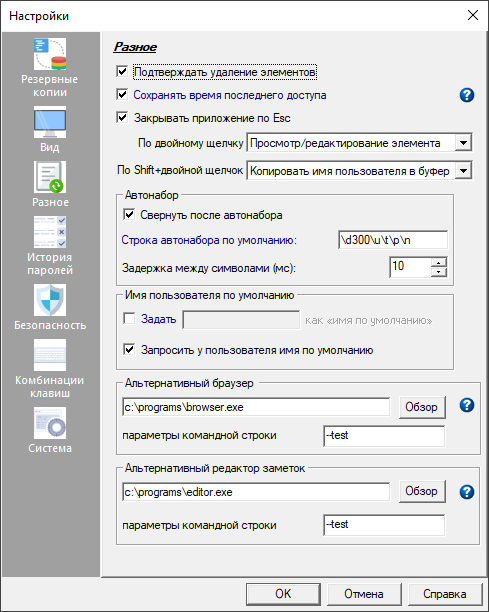 Настройки
Резервные
копии
Вид
Разное
История
паролей
Безопасность
Комбинации
клавиш
Система
Разное
Подтверждать удаление элементов
Сохранять время последнего доступа
?
Закрывать приложение по Esc
По двойному щелчку Просмотр/редактирование элемента
По Shift+двойной щелчок Копировать имя пользователя в буфер
Автонабор
Свернуть после автонабора
Строка автонабора по умолчанию: \d300\u\t\p\n
Задержка между символами (мс): 10
Имя пользователя по умолчанию
Задать как «имя по умолчанию»
Запросить у пользователя имя по умолчанию
Альтернативный браузер
c:\programs\browser.exe Обзор ?
параметры командной строки --test
Альтернативный редактор заметок
c:\programs\editor.exe Обзор ?
параметры командной строки --test
OK Отмена Справка